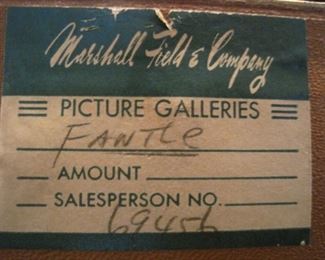 Marshall Field & Company
PICTURE GALLERIES
FANTLE
AMOUNT
SALESPERSON NO.
69456